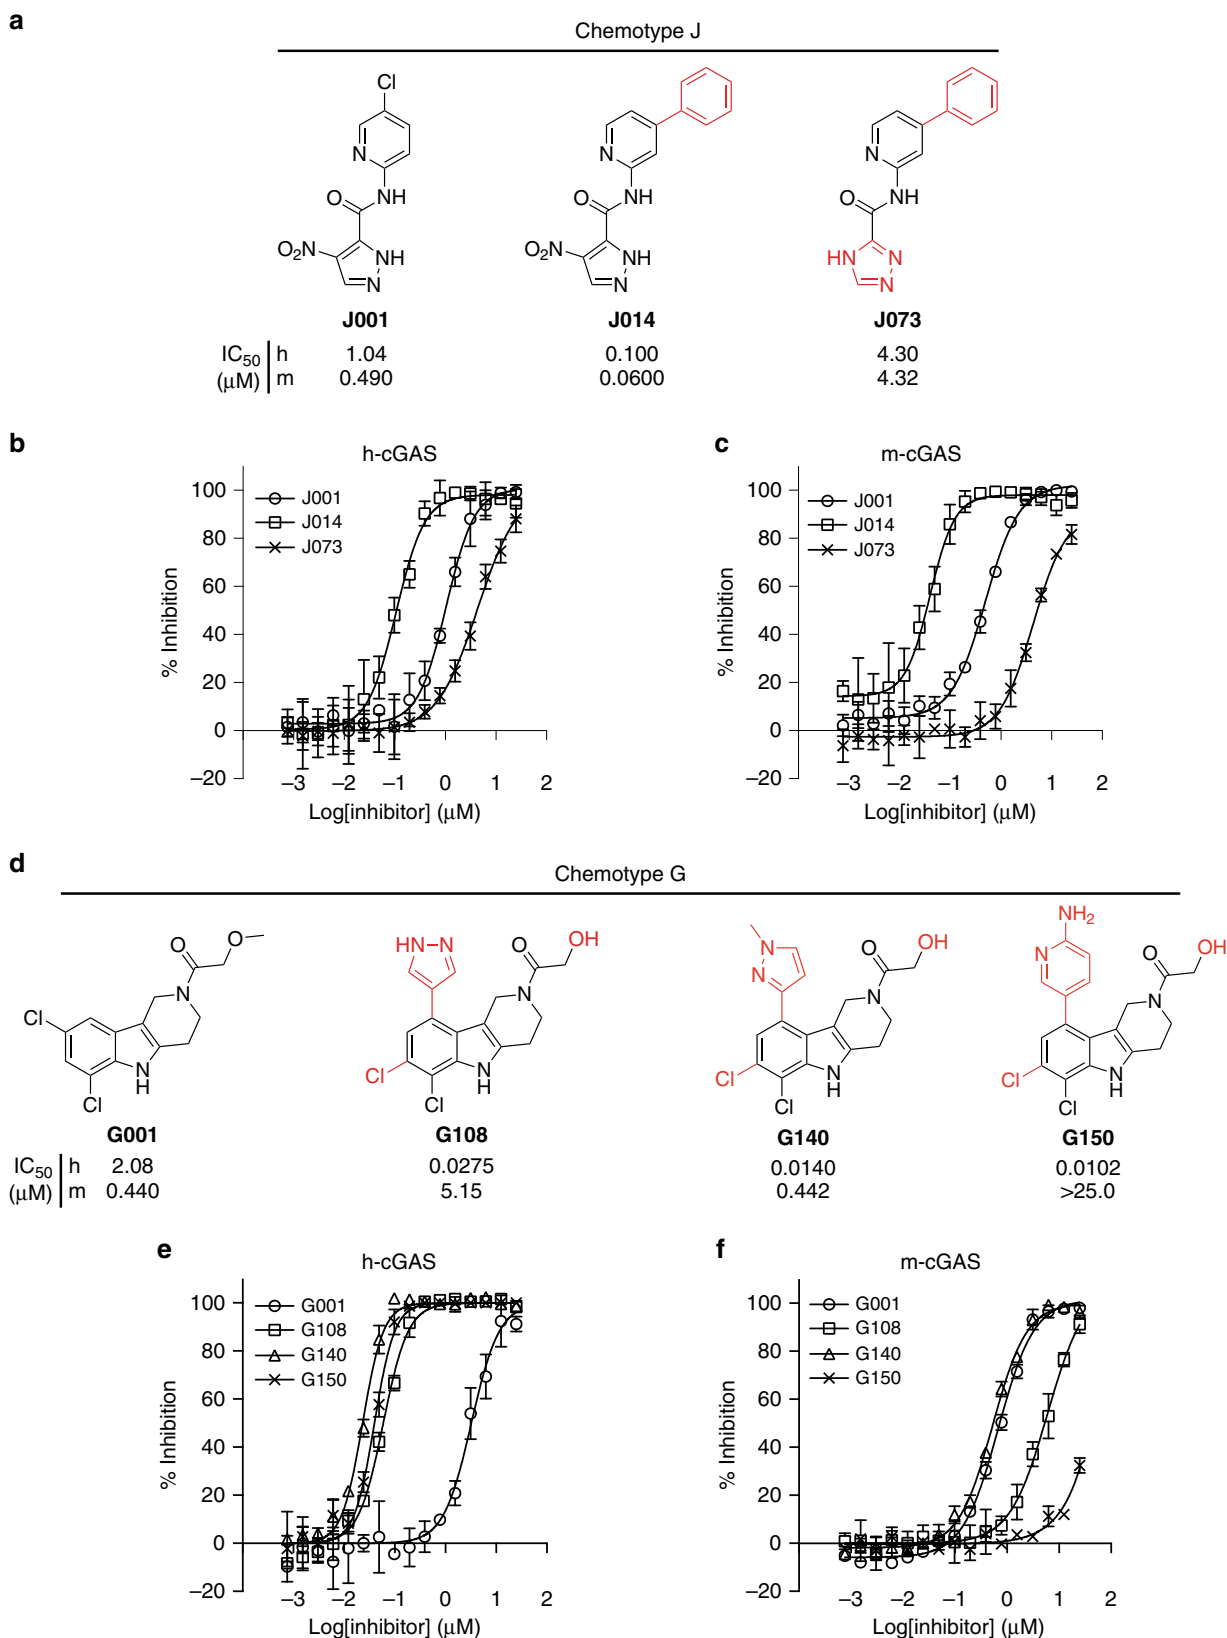 a
Chemotype J
Cl
N
O
NH
O2N
NH
N
N
O
NH
O2N
NH
N
N
O
NH
HN
N
N
J001 J014 J073
IC50 (μM) h 1.04 0.100 4.30
m 0.490 0.0600 4.32
b
h-cGAS
% Inhibition
100
80
60
40
20
0
–20
J001
J014
J073
–3 –2 –1 0 1 2
Log[inhibitor] (μM)
c
m-cGAS
% Inhibition
100
80
60
40
20
0
–20
J001
J014
J073
–3 –2 –1 0 1 2
Log[inhibitor] (μM)
d
Chemotype G
O
O
N
Cl
N
H
Cl
HN–N
O
OH
N
Cl
N
H
Cl
N
N
O
OH
N
Cl
N
H
Cl
NH2
N
O
OH
N
Cl
N
H
Cl
G001 G108 G140 G150
IC50 (μM) h 2.08 0.0275 0.0140 0.0102
m 0.440 5.15 0.442 >25.0
e
h-cGAS
% Inhibition
100
80
60
40
20
0
–20
G001
G108
G140
G150
–3 –2 –1 0 1 2
Log[inhibitor] (μM)
f
m-cGAS
% Inhibition
100
80
60
40
20
0
–20
G001
G108
G140
G150
–3 –2 –1 0 1 2
Log[inhibitor] (μM)